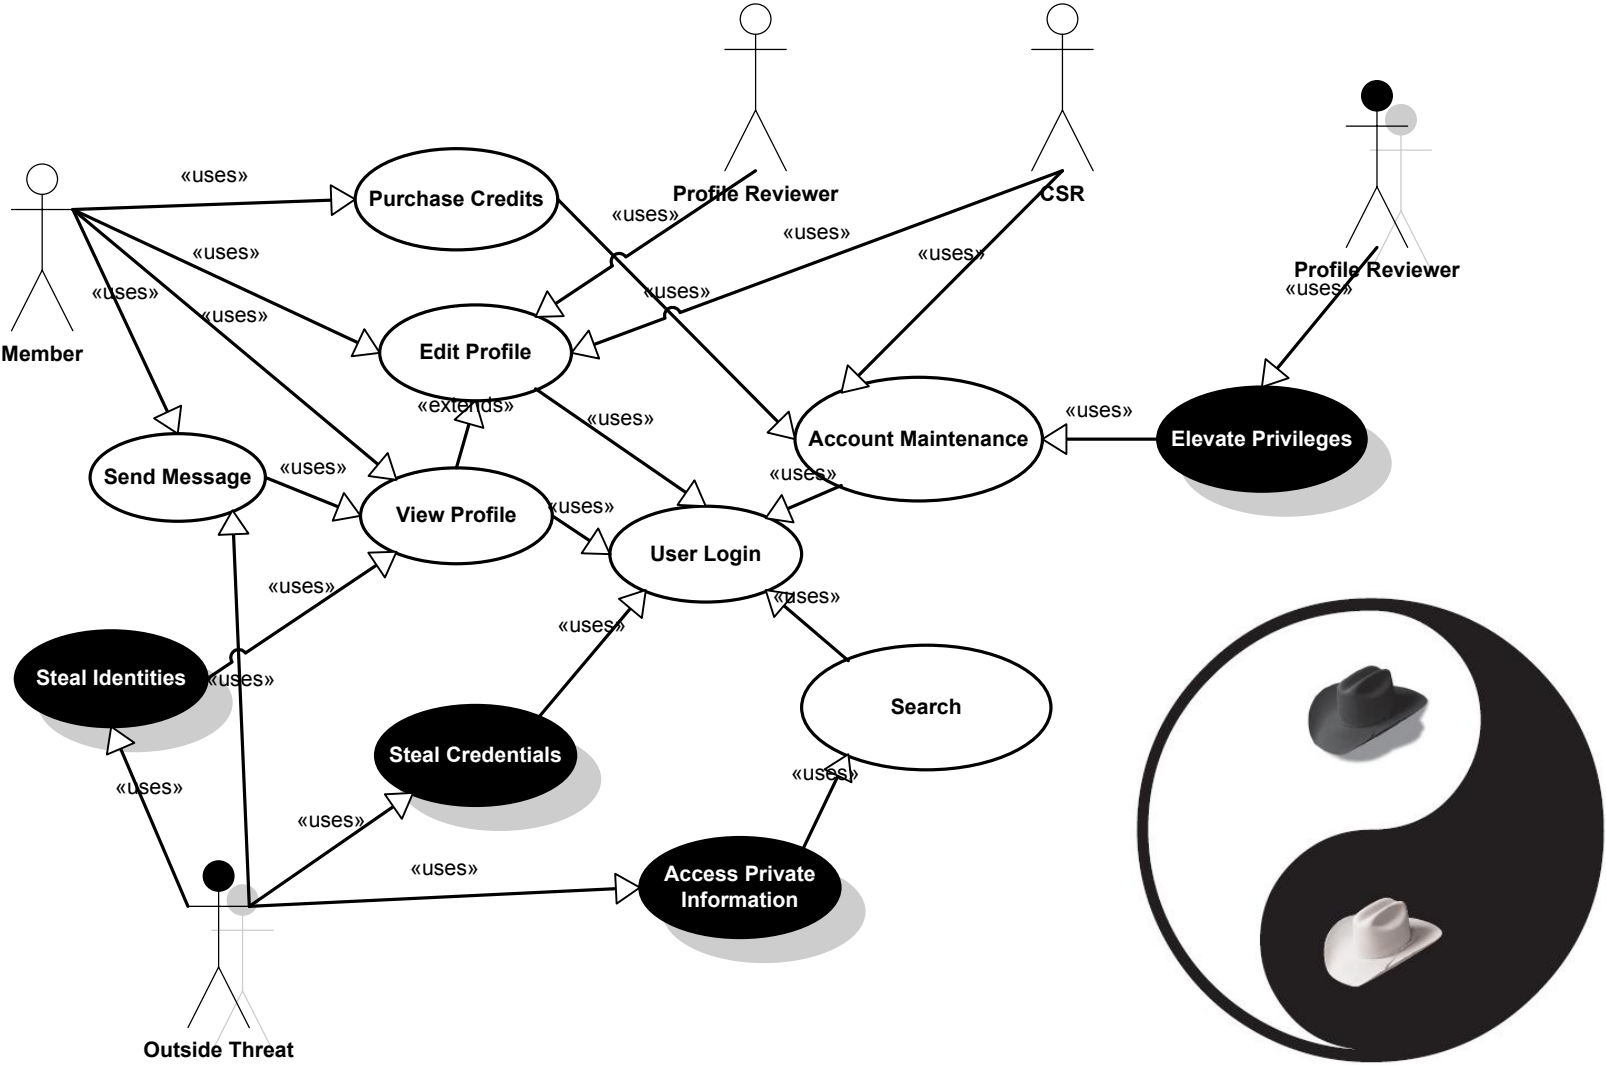 «uses»
Purchase Credits
Profile Reviewer
CSR
«uses»
«uses»
«uses»
«uses»
Profile Reviewer
«uses»
«uses»
«uses»
«uses»
Member
Edit Profile
«extends»
«uses»
«uses»
Account Maintenance
Elevate Privileges
«uses»
Send Message
«uses»
View Profile
«uses»
User Login
«uses»
«uses»
«uses»
Steal Identities
«uses»
Search
Steal Credentials
«uses»
«uses»
«uses»
«uses»
Access Private
Information
Outside Threat